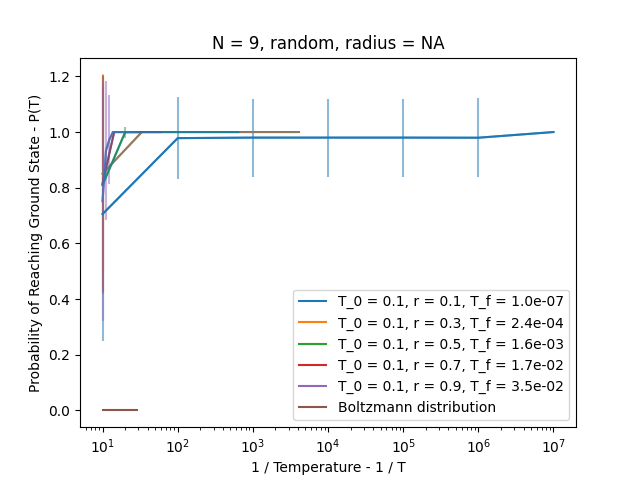 N = 9, random, radius = NA
Probability of Reaching Ground State - P(T)
1.2
1.0
0.8
0.6
0.4
0.2
0.0
T_0 = 0.1, r = 0.1, T_f = 1.0e-07
T_0 = 0.1, r = 0.3, T_f = 2.4e-04
T_0 = 0.1, r = 0.5, T_f = 1.6e-03
T_0 = 0.1, r = 0.7, T_f = 1.7e-02
T_0 = 0.1, r = 0.9, T_f = 3.5e-02
Boltzmann distribution
10¹ 10² 10³ 10⁴ 10⁵ 10⁶ 10⁷
1 / Temperature - 1 / T